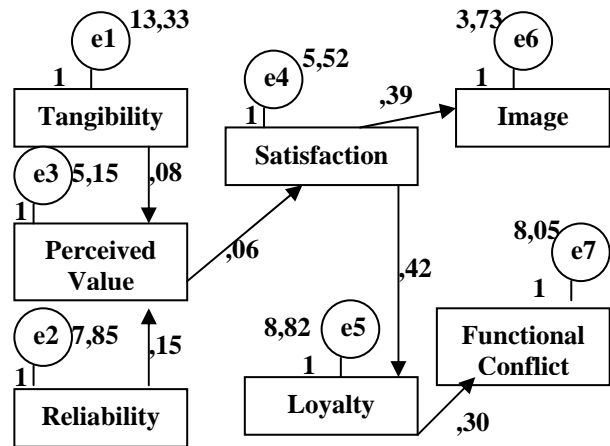 13,33
e1
1
Tangibility
e3
5,15
,08
1
Perceived
Value
,06
e2
7,85
,15
1
Reliability
e4
5,52
1
Satisfaction
,39
3,73
e6
1
Image
,42
8,82
e5
1
Loyalty
,30
8,05
e7
1
Functional
Conflict